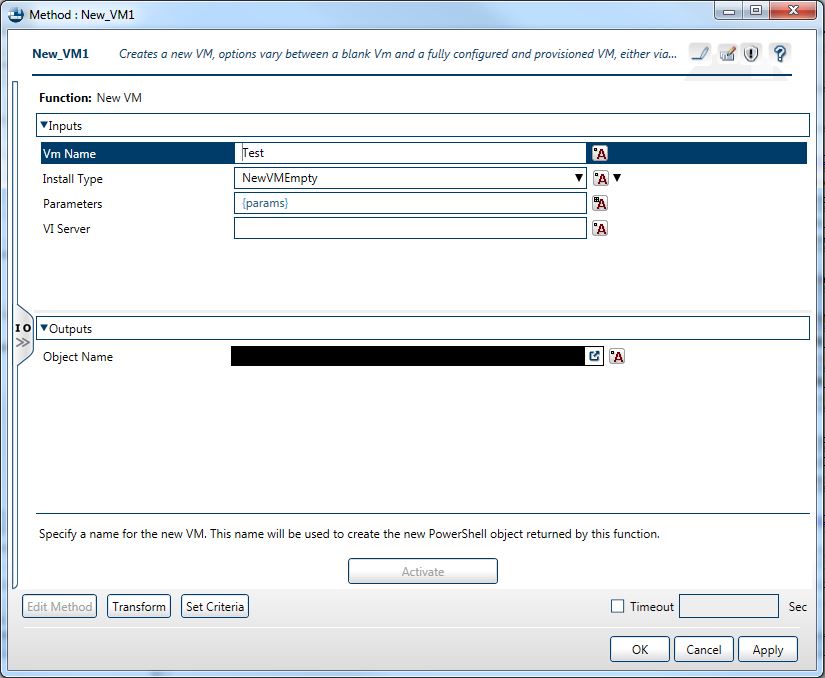 Method : New_VM1
New_VM1 Creates a new VM, options vary between a blank Vm and a fully configured and provisioned VM, either via...
Function: New VM
Inputs
Vm Name Test A
Install Type NewVMEmpty A
Parameters {params} A
VI Server A
I O
Outputs
Object Name A
Specify a name for the new VM. This name will be used to create the new PowerShell object returned by this function.
Activate
Edit Method Transform Set Criteria Timeout Sec
OK Cancel Apply